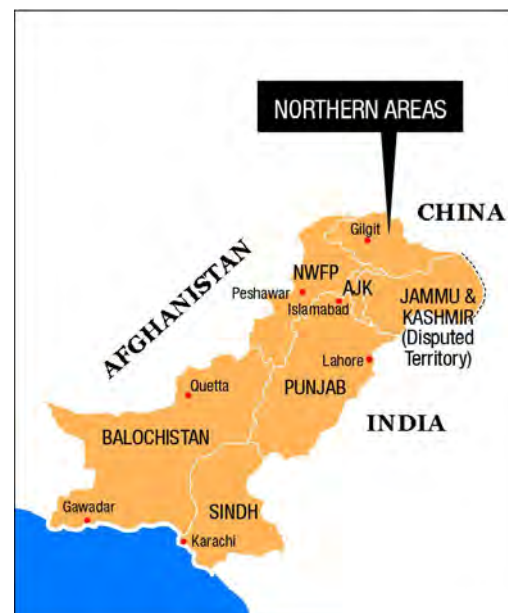 NORTHERN AREAS
CHINA
Gilgit
AFGHANISTAN
NWFP
Peshawar
AJK
Islamabad
JAMMU &
KASHMIR
(Disputed
Territory)
Lahore
PUNJAB
Quetta
INDIA
BALOCHISTAN
Gawadar
SINDH
Karachi